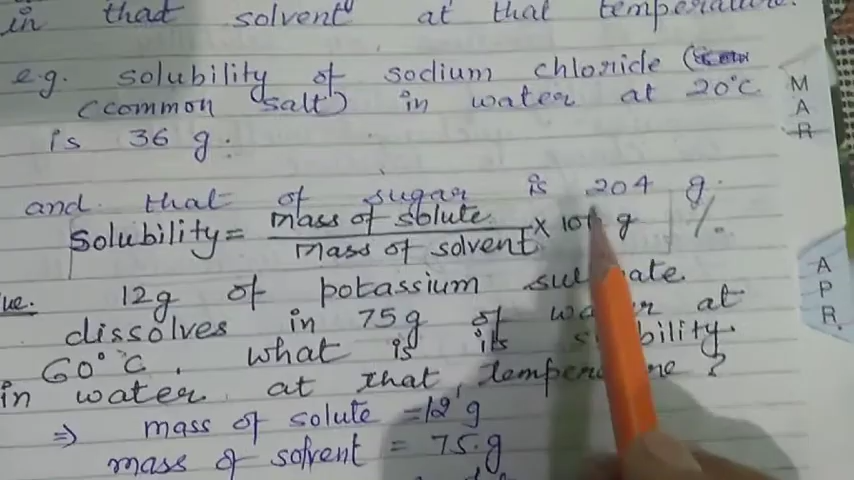 in that solvent at that temperature.
e.g. solubility of sodium chloride (
(common salt) in water at 20°C
is 36 g.
and that of sugar is 204 g.
solubility = mass of solute / mass of solvent × 100 g | %.
Que. 12g of potassium sulphate
dissolves in 75g of water at
60°C. what is its solubility
in water at that temperature ?
⇒ mass of solute = 12 g
mass of solvent = 75.g
MAR
APR.